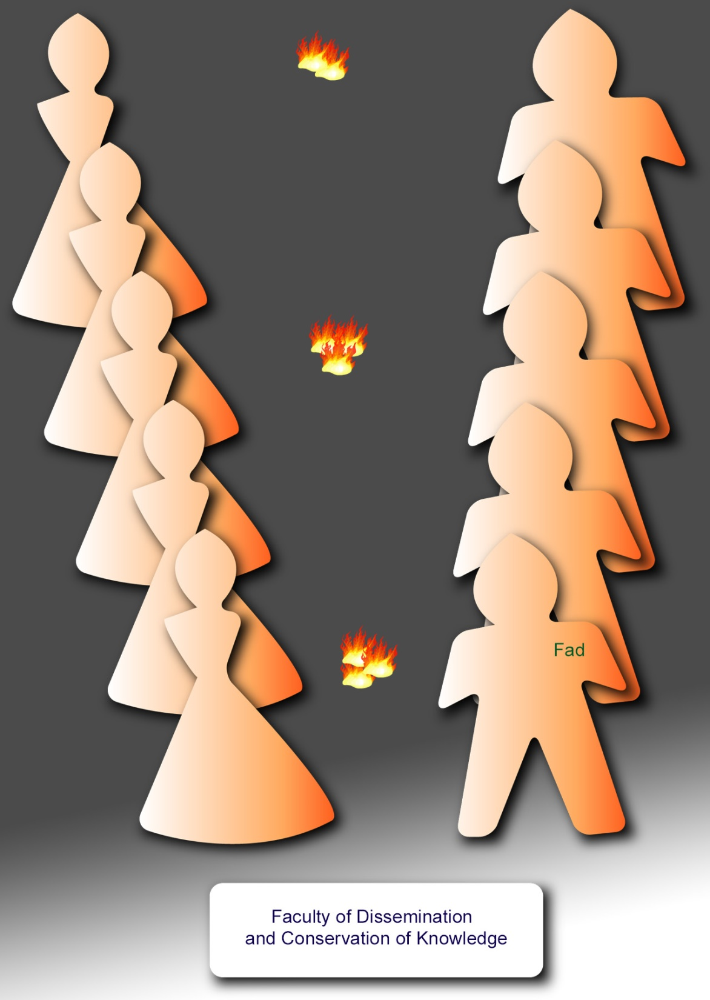 Fad
Faculty of Dissemination
and Conservation of Knowledge